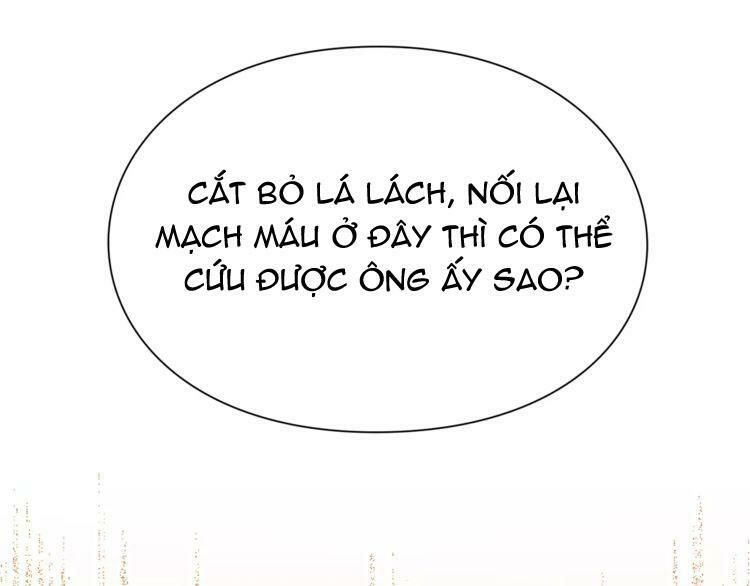 CẮT BỎ LÁ LÁCH, NỐI LẠI
MẠCH MÁU Ở ĐÂY THÌ CÓ THỂ
CỨU ĐƯỢC ÔNG ẤY SAO?